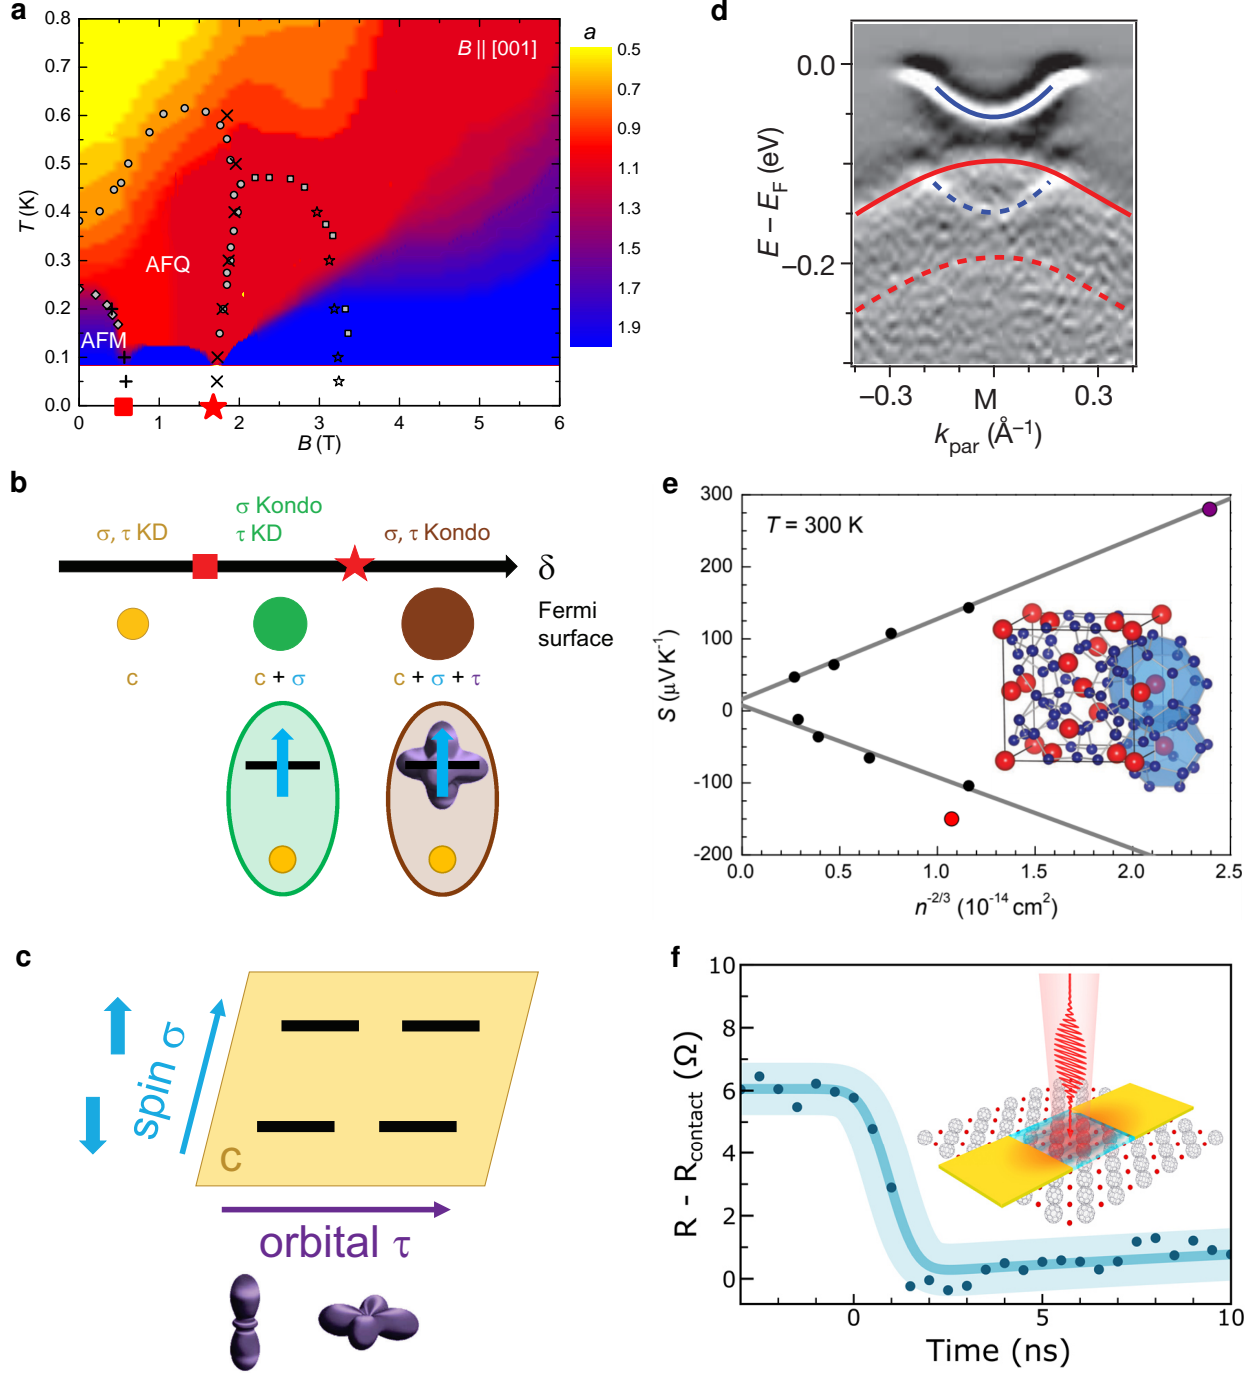 a
0.8
0.7
0.6
0.5
0.4
0.3
0.2
0.1
0.0
T (K)
0
1
2
3
4
5
6
B (T)
B || [001]
AFQ
AFM
a
0.5
0.7
0.9
1.1
1.3
1.5
1.7
1.9
b
σ, τ KD
σ Kondo
τ KD
σ, τ Kondo
δ
Fermi
surface
c
c + σ
c + σ + τ
c
spin σ
c
orbital τ
d
0.0
−0.2
E − E_F (eV)
−0.3
M
0.3
k_par (Å⁻¹)
e
300
200
100
0
-100
-200
S (μV K⁻¹)
T = 300 K
0.0
0.5
1.0
1.5
2.0
2.5
n^-2/3 (10⁻¹⁴ cm²)
f
10
8
6
4
2
0
R - R_contact (Ω)
0
5
10
Time (ns)